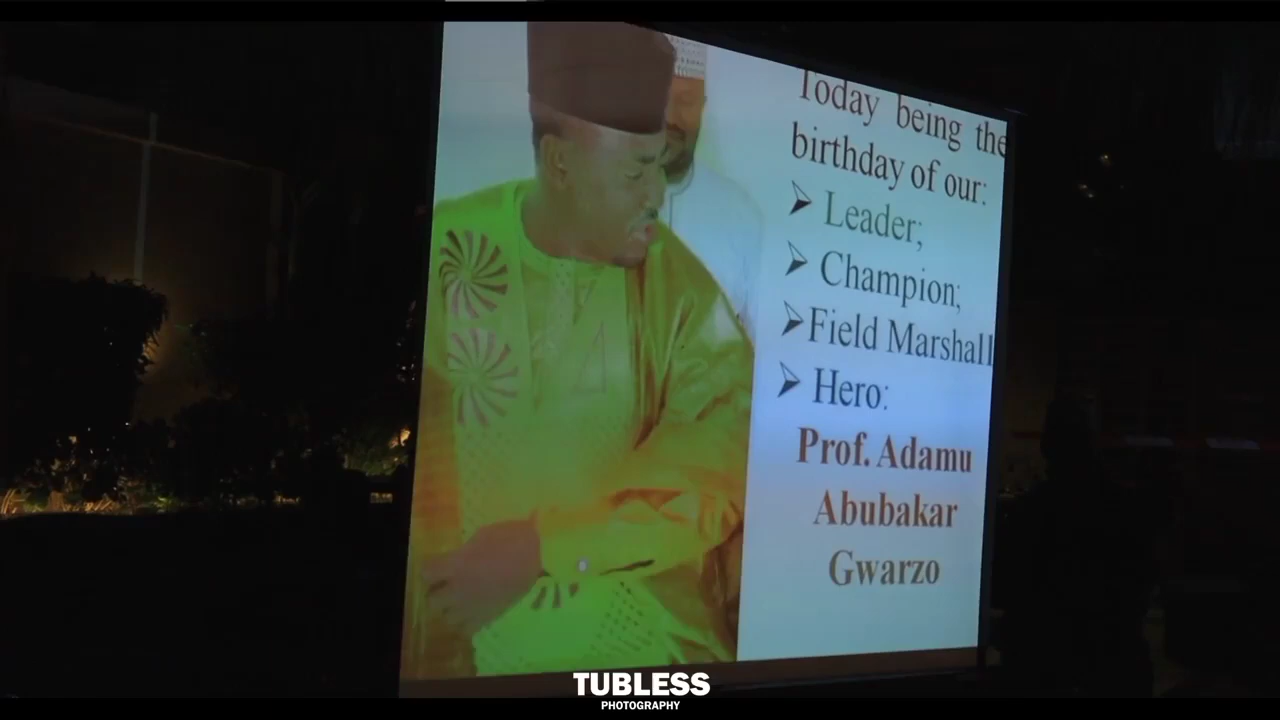 Today being the
birthday of our:
➢ Leader;
➢ Champion;
➢ Field Marshall
➢ Hero:
Prof. Adamu
Abubakar
Gwarzo
TUBLESS
PHOTOGRAPHY